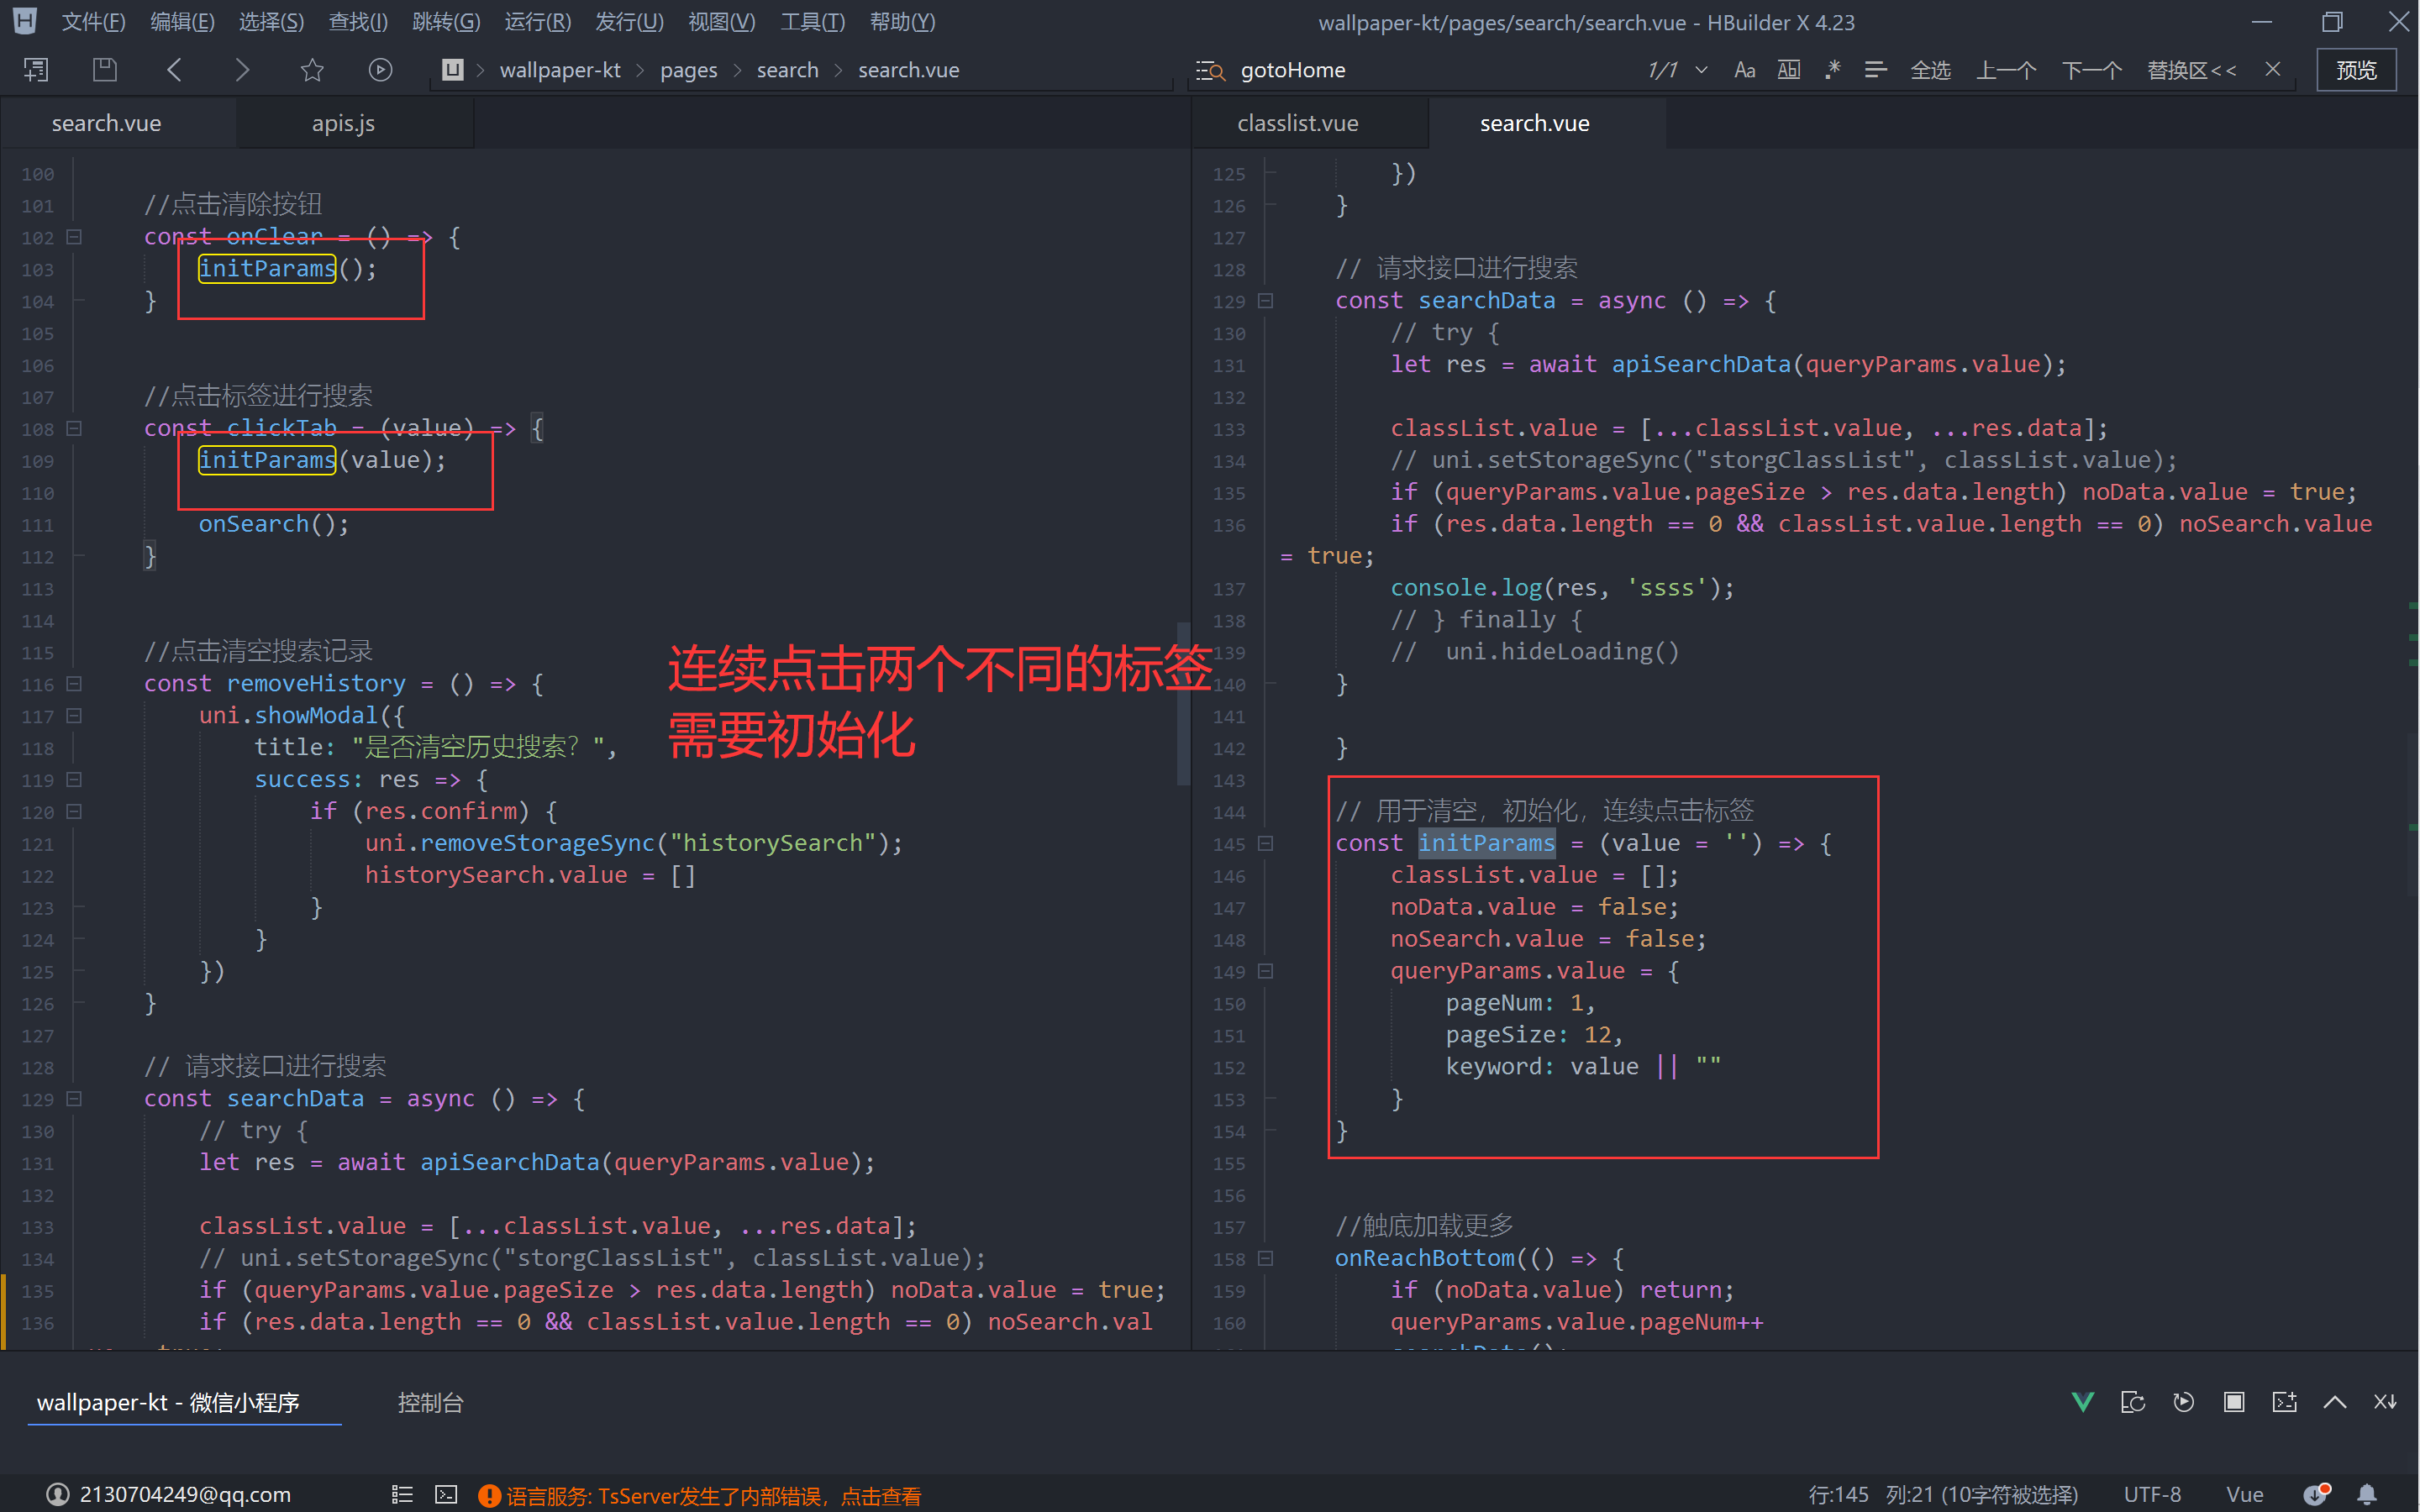 文件(F) 编辑(E) 选择(S) 查找(I) 跳转(G) 运行(R) 发行(U) 视图(V) 工具(T) 帮助(Y)
wallpaper-kt/pages/search/search.vue - HBuilder X 4.23
wallpaper-kt > pages > search > search.vue
gotoHome 1/1 Aa Ab .* 全选 上一个 下一个 替换区<< 预览
search.vue apis.js
100
101 //点击清除按钮
102 const onClear = () => {
103 initParams();
104 }
105
106
107 //点击标签进行搜索
108 const clickTab = (value) => {
109 initParams(value);
110
111 onSearch();
112 }
113
114
115 //点击清空搜索记录
116 const removeHistory = () => {
117 uni.showModal({
118 title: "是否清空历史搜索？",
119 success: res => {
120 if (res.confirm) {
121 uni.removeStorageSync("historySearch");
122 historySearch.value = []
123 }
124 }
125 })
126 }
127
128 // 请求接口进行搜索
129 const searchData = async () => {
130 // try {
131 let res = await apiSearchData(queryParams.value);
132
133 classList.value = [...classList.value, ...res.data];
134 // uni.setStorageSync("storgClassList", classList.value);
135 if (queryParams.value.pageSize > res.data.length) noData.value = true;
136 if (res.data.length == 0 && classList.value.length == 0) noSearch.val
连续点击两个不同的标签
需要初始化
classlist.vue search.vue
125 })
126 }
127
128 // 请求接口进行搜索
129 const searchData = async () => {
130 // try {
131 let res = await apiSearchData(queryParams.value);
132
133 classList.value = [...classList.value, ...res.data];
134 // uni.setStorageSync("storgClassList", classList.value);
135 if (queryParams.value.pageSize > res.data.length) noData.value = true;
136 if (res.data.length == 0 && classList.value.length == 0) noSearch.value
= true;
137 console.log(res, 'ssss');
138 // } finally {
139 // uni.hideLoading()
140 }
141
142 }
143
144 // 用于清空，初始化，连续点击标签
145 const initParams = (value = '') => {
146 classList.value = [];
147 noData.value = false;
148 noSearch.value = false;
149 queryParams.value = {
150 pageNum: 1,
151 pageSize: 12,
152 keyword: value || ""
153 }
154 }
155
156
157 //触底加载更多
158 onReachBottom(() => {
159 if (noData.value) return;
160 queryParams.value.pageNum++
wallpaper-kt - 微信小程序 控制台
2130704249@qq.com 语言服务: TsServer发生了内部错误，点击查看 行:145 列:21 (10字符被选择) UTF-8 Vue